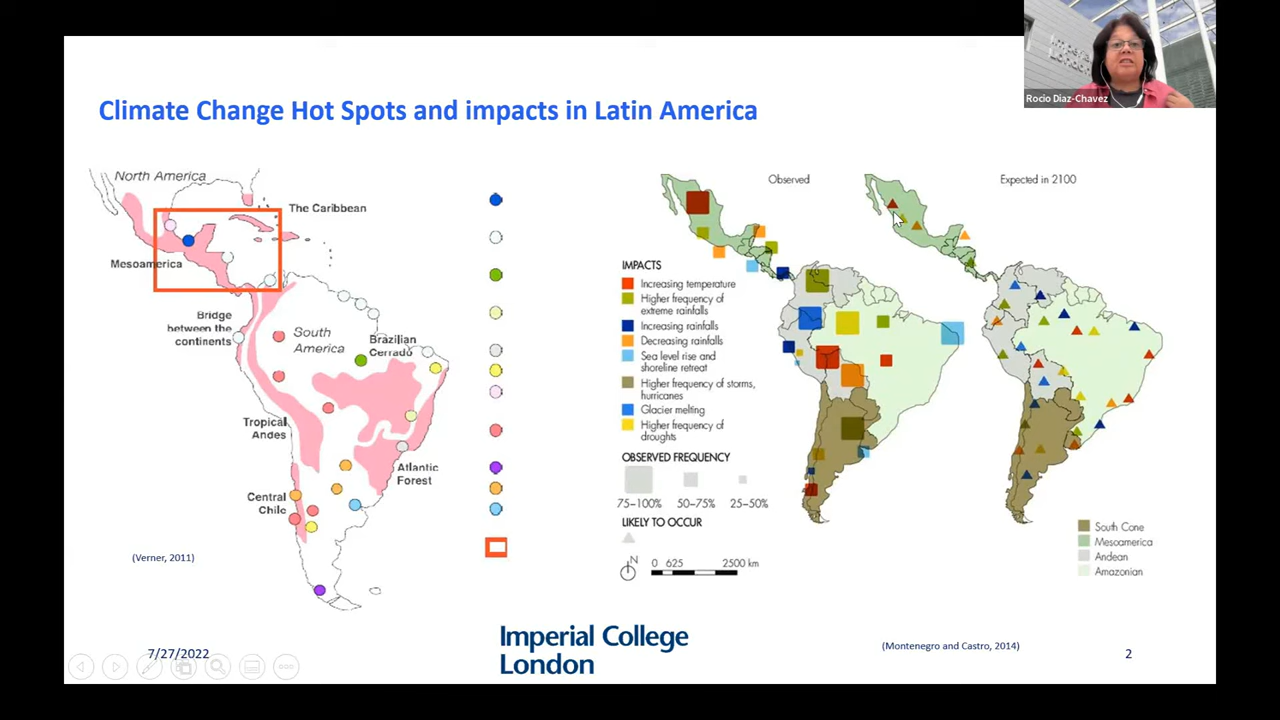 Imperial
London
Rocio Diaz-Chavez
Climate Change Hot Spots and impacts in Latin America
North America
The Caribbean
Mesoamerica
Bridge
between the
continents
South
America
Brazilian
Cerrado
Tropical
Andes
Atlantic
Forest
Central
Chile
(Verner, 2011)
Observed
Expected in 2100
IMPACTS
Increasing temperature
Higher frequency of
extreme rainfalls
Increasing rainfalls
Decreasing rainfalls
Sea level rise and
shoreline retreat
Higher frequency of storms,
hurricanes
Glacier melting
Higher frequency of
droughts
OBSERVED FREQUENCY
75–100% 50–75% 25–50%
LIKELY TO OCCUR
N
0 625 2500 km
South Cone
Mesoamerica
Andean
Amazonian
7/27/2022
Imperial College
London
(Montenegro and Castro, 2014)
2